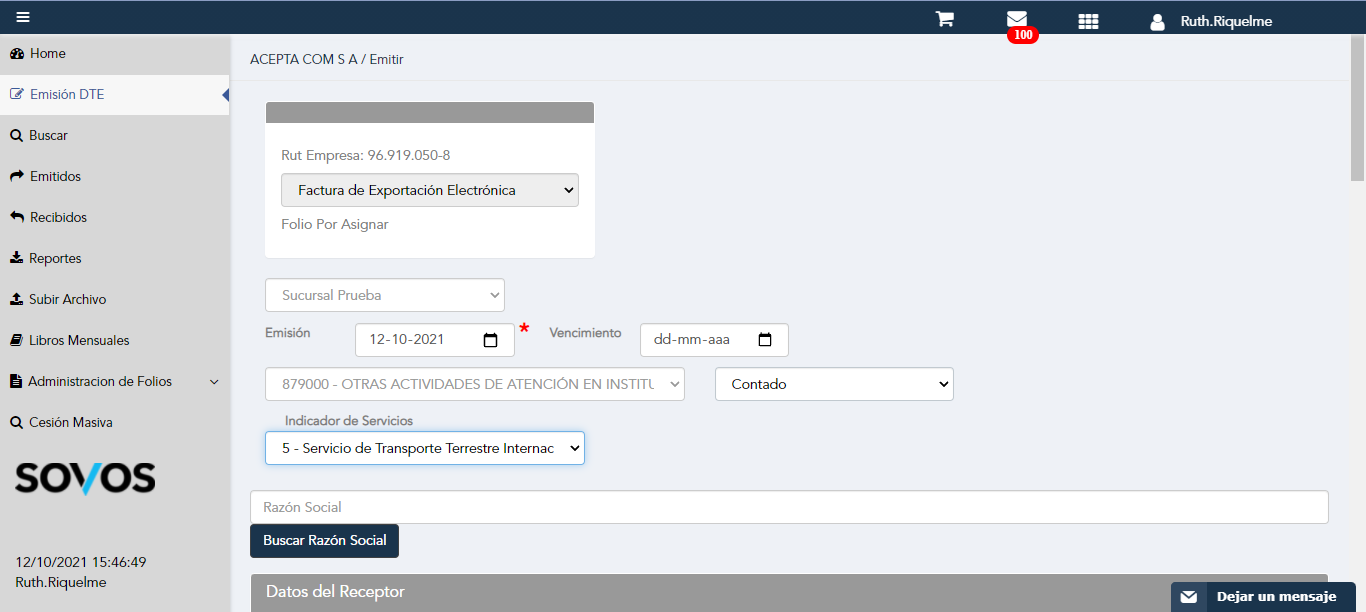 Ruth.Riquelme
100
Home
ACEPTA COM S A / Emitir
Emisión DTE
Buscar
Emitidos
Recibidos
Reportes
Subir Archivo
Libros Mensuales
Administracion de Folios
Cesión Masiva
SOVOS
12/10/2021 15:46:49
Ruth.Riquelme
Rut Empresa: 96.919.050-8
Factura de Exportación Electrónica
Folio Por Asignar
Sucursal Prueba
Emisión 12-10-2021 * Vencimiento dd-mm-aaa
879000 - OTRAS ACTIVIDADES DE ATENCIÓN EN INSTITU Contado
Indicador de Servicios
5 - Servicio de Transporte Terrestre Internac
Razón Social
Buscar Razón Social
Datos del Receptor
Dejar un mensaje